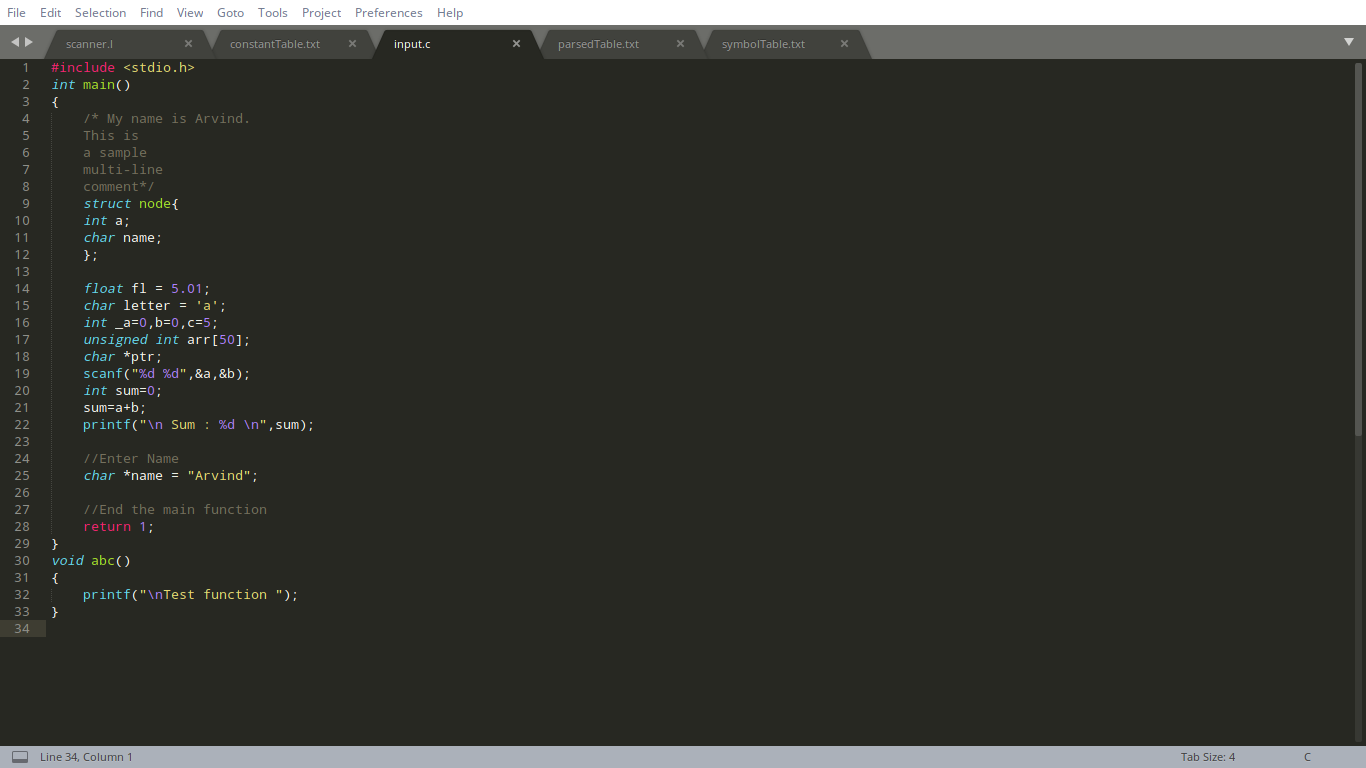 File Edit Selection Find View Goto Tools Project Preferences Help
scanner.l × constantTable.txt × input.c × parsedTable.txt × symbolTable.txt ×
1 #include <stdio.h>
2 int main()
3 {
4     /* My name is Arvind.
5     This is
6     a sample
7     multi-line
8     comment*/
9     struct node{
10     int a;
11     char name;
12     };
13
14     float fl = 5.01;
15     char letter = 'a';
16     int _a=0,b=0,c=5;
17     unsigned int arr[50];
18     char *ptr;
19     scanf("%d %d",&a,&b);
20     int sum=0;
21     sum=a+b;
22     printf("\n Sum : %d \n",sum);
23
24     //Enter Name
25     char *name = "Arvind";
26
27     //End the main function
28     return 1;
29 }
30 void abc()
31 {
32     printf("\nTest function ");
33 }
34
Line 34, Column 1 Tab Size: 4 C